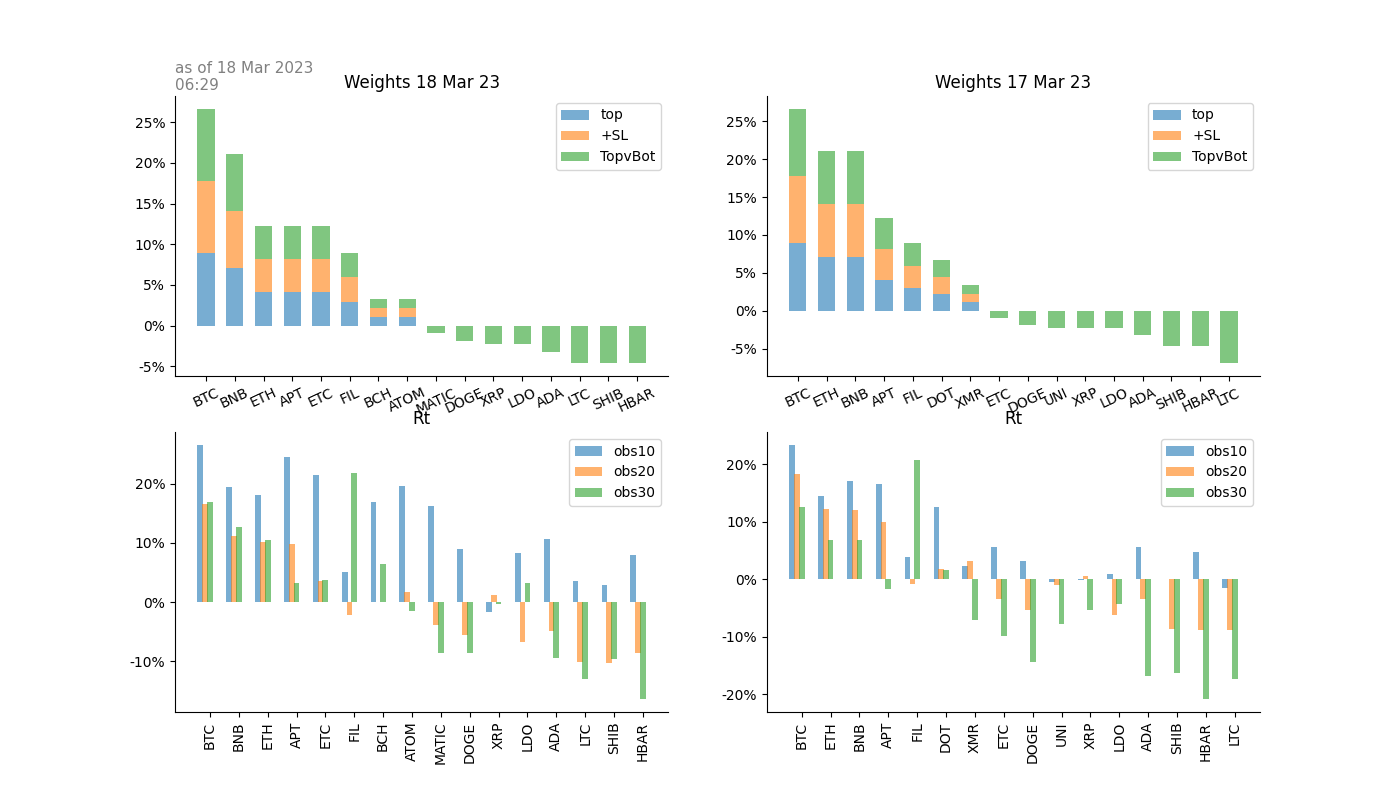 as of 18 Mar 2023
06:29
Weights 18 Mar 23
25%
20%
15%
10%
5%
0%
-5%
top
+SL
TopvBot
BTC BNB ETH APT ETC FIL BCH ATOM MATIC DOGE XRP LDO ADA LTC SHIB HBAR
Weights 17 Mar 23
25%
20%
15%
10%
5%
0%
-5%
top
+SL
TopvBot
BTC ETH BNB APT FIL DOT XMR ETC DOGE UNI XRP LDO ADA SHIB HBAR LTC
Rt
20%
10%
0%
-10%
obs10
obs20
obs30
BTC BNB ETH APT ETC FIL BCH ATOM MATIC DOGE XRP LDO ADA LTC SHIB HBAR
Rt
20%
10%
0%
-10%
-20%
obs10
obs20
obs30
BTC ETH BNB APT FIL DOT XMR ETC DOGE UNI XRP LDO ADA SHIB HBAR LTC